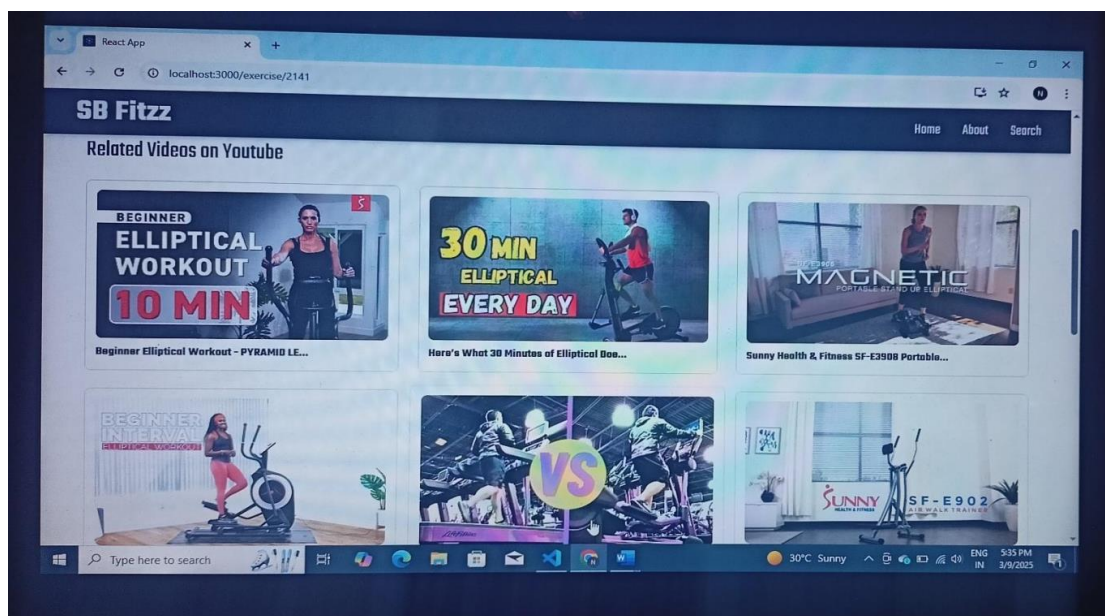 React App
localhost:3000/exercise/2141
N
SB Fitzz
Home About Search
Related Videos on Youtube
BEGINNER
ELLIPTICAL
WORKOUT
10 MIN
Beginner Elliptical Workout - PYRAMID LE...
30 MIN
ELLIPTICAL
EVERY DAY
Here's What 30 Minutes of Elliptical Doe...
MAGNETIC
PORTABLE STAND UP ELLIPTICAL
Sunny Health & Fitness SF-E3908 Portable...
BEGINNER
INTERVAL
ELLIPTICAL WORKOUT
VS
SUNNY
HEALTH & FITNESS
SF-E902
AIR WALK TRAINER
Type here to search
30°C Sunny
ENG
IN
5:35 PM
3/9/2025